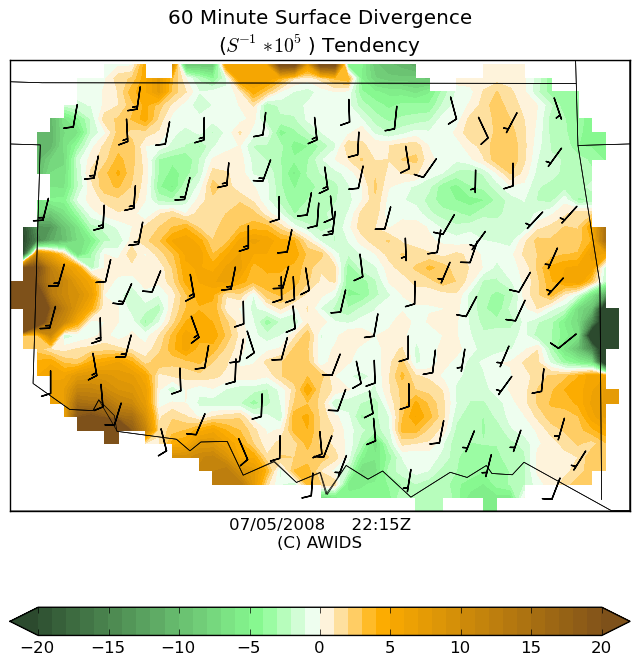 60 Minute Surface Divergence
(S⁻¹ * 10⁵ ) Tendency
07/05/2008 22:15Z
(C) AWIDS
−20 −15 −10 −5 0 5 10 15 20